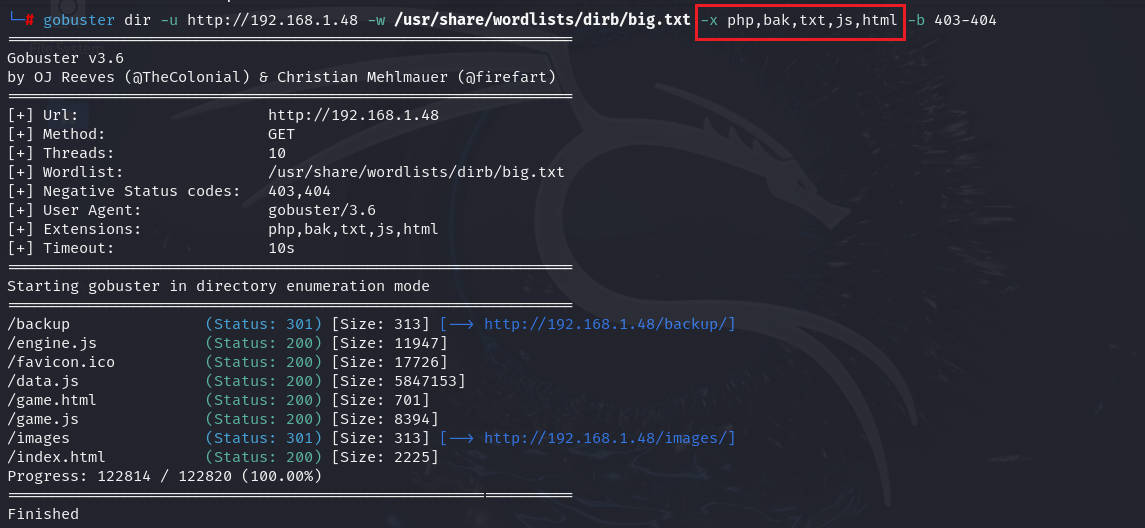 └─# gobuster dir -u http://192.168.1.48 -w /usr/share/wordlists/dirb/big.txt -x php,bak,txt,js,html -b 403-404
===============================================================
Gobuster v3.6
by OJ Reeves (@TheColonial) & Christian Mehlmauer (@firefart)
===============================================================
[+] Url:                     http://192.168.1.48
[+] Method:                  GET
[+] Threads:                 10
[+] Wordlist:                /usr/share/wordlists/dirb/big.txt
[+] Negative Status codes:   403,404
[+] User Agent:              gobuster/3.6
[+] Extensions:              php,bak,txt,js,html
[+] Timeout:                 10s
===============================================================
Starting gobuster in directory enumeration mode
===============================================================
/backup               (Status: 301) [Size: 313] [--> http://192.168.1.48/backup/]
/engine.js            (Status: 200) [Size: 11947]
/favicon.ico          (Status: 200) [Size: 17726]
/data.js              (Status: 200) [Size: 5847153]
/game.html            (Status: 200) [Size: 701]
/game.js              (Status: 200) [Size: 8394]
/images               (Status: 301) [Size: 313] [--> http://192.168.1.48/images/]
/index.html           (Status: 200) [Size: 2225]
Progress: 122814 / 122820 (100.00%)
===============================================================
Finished